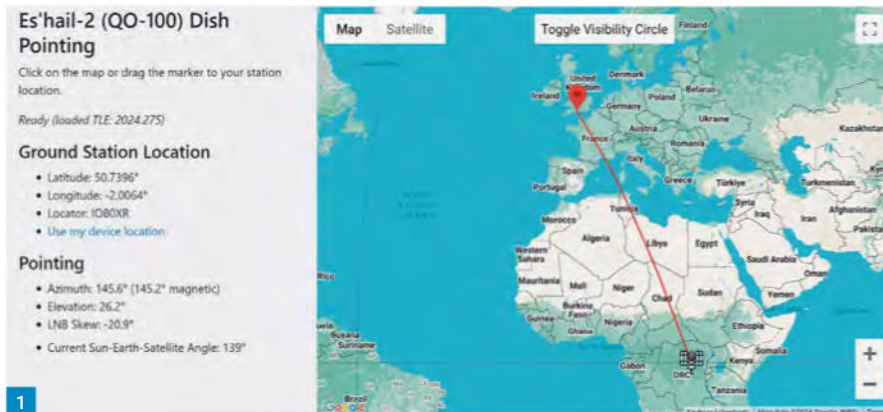 Es'hail-2 (QO-100) Dish
Pointing
Click on the map or drag the marker to your station
location.
Ready (loaded TLE: 2024.275)
Ground Station Location
• Latitude: 50.7396°
• Longitude: -2.0064°
• Locator: IO80XR
• Use my device location
Pointing
• Azimuth: 145.6° (145.2° magnetic)
• Elevation: 26.2°
• LNB Skew: -20.9°
• Current Sun-Earth-Satellite Angle: 139°
1
Map Satellite
Toggle Visibility Circle
Finland
United
Kingdom
Denmark
Ireland
Belarus
Poland
Germany
Ukraine
Kazakhstan
Austria
France
Romania
Italy
Spain
Greece
Türkiye
Turkmenistan
Portugal
Syria
Afghanistan
Tunisia
Iraq
Iran
Morocco
Pakistan
Algeria
Libya
Egypt
Western
Sahara
Saudi Arabia
Oman
Mauritania
Mali
Niger
Chad
Sudan
Yemen
Burkina
Faso
Guinea
Nigeria
Ghana
Ethiopia
Guyana
Suriname
Somalia
Gabon
Kenya
DRC
Tanzania
Brazil
Google
+
−